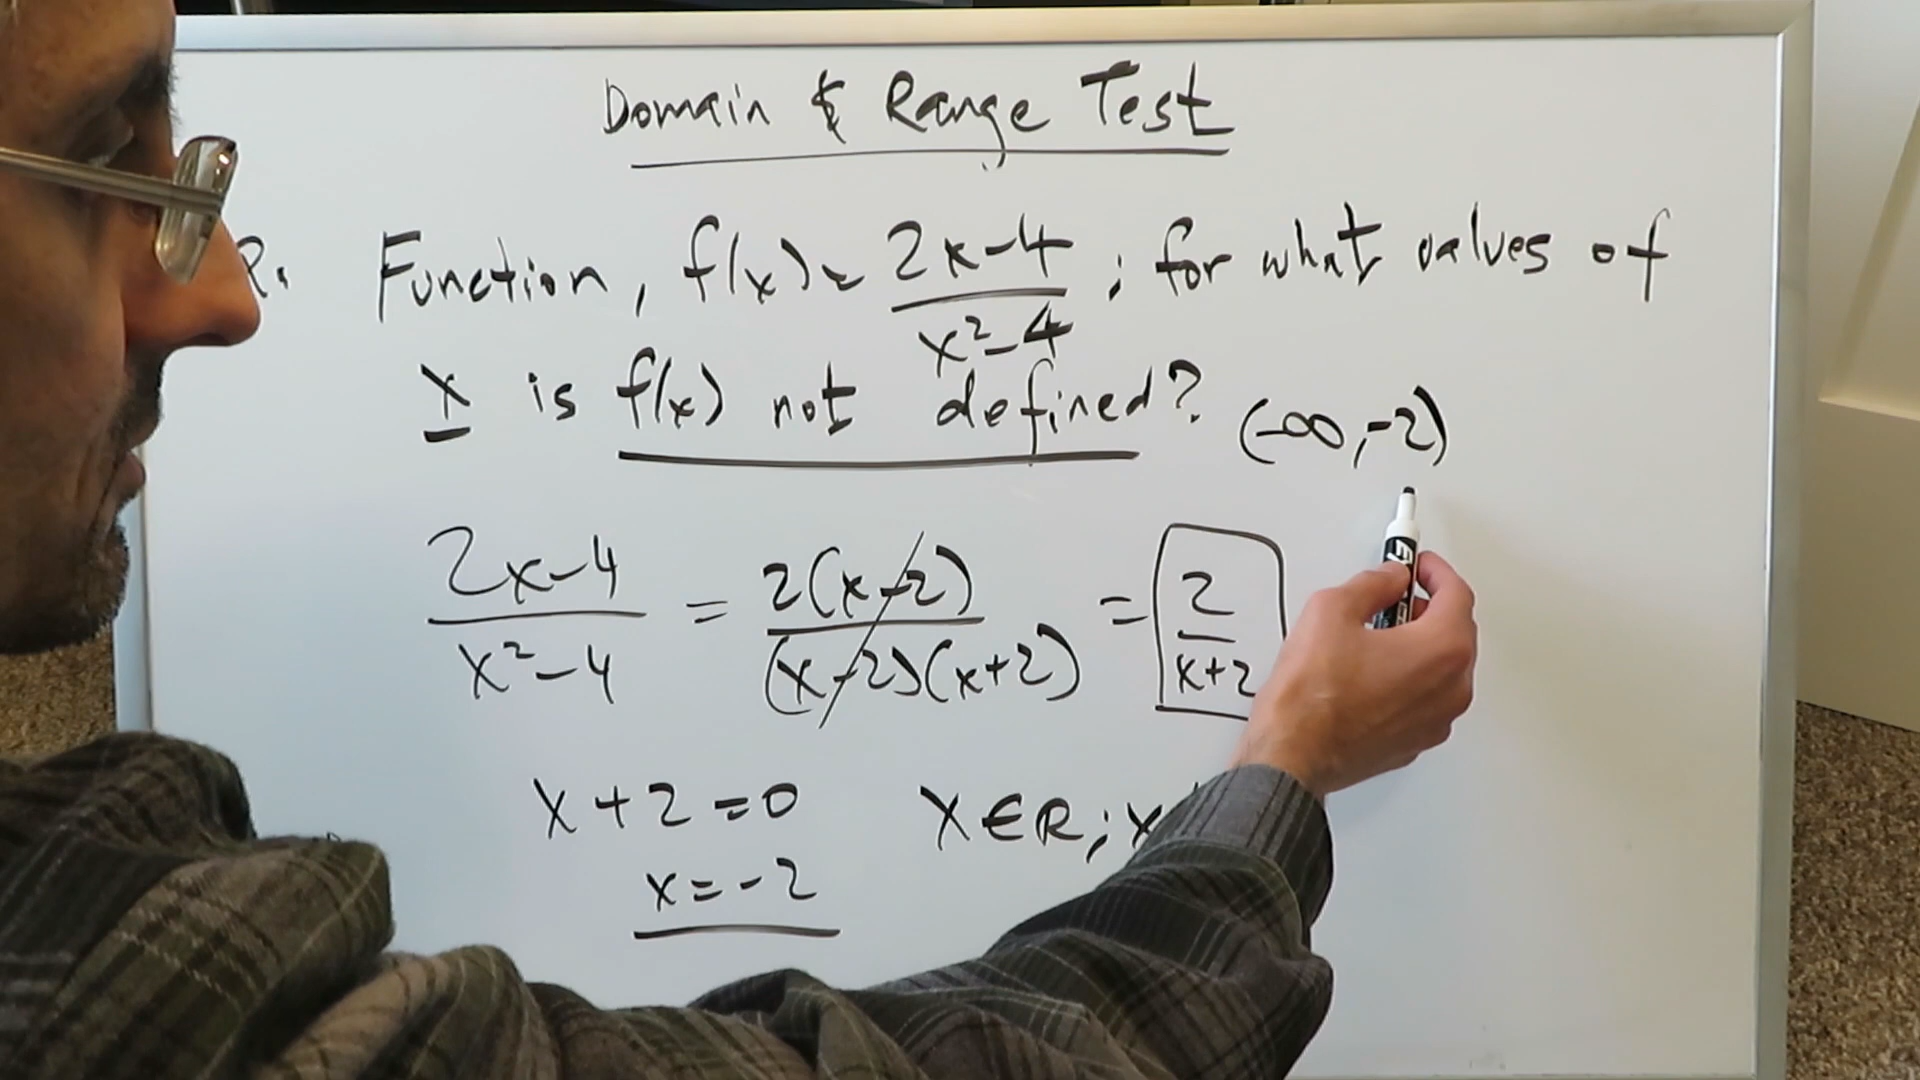 Domain & Range Test
Function, f(x) = 2x-4 / x²-4 ; for what values of
x is f(x) not defined? (-∞,-2)
2x-4 / x²-4 = 2(x-2) / (x-2)(x+2) = 2 / x+2
x+2=0 x∈R; x
x=-2